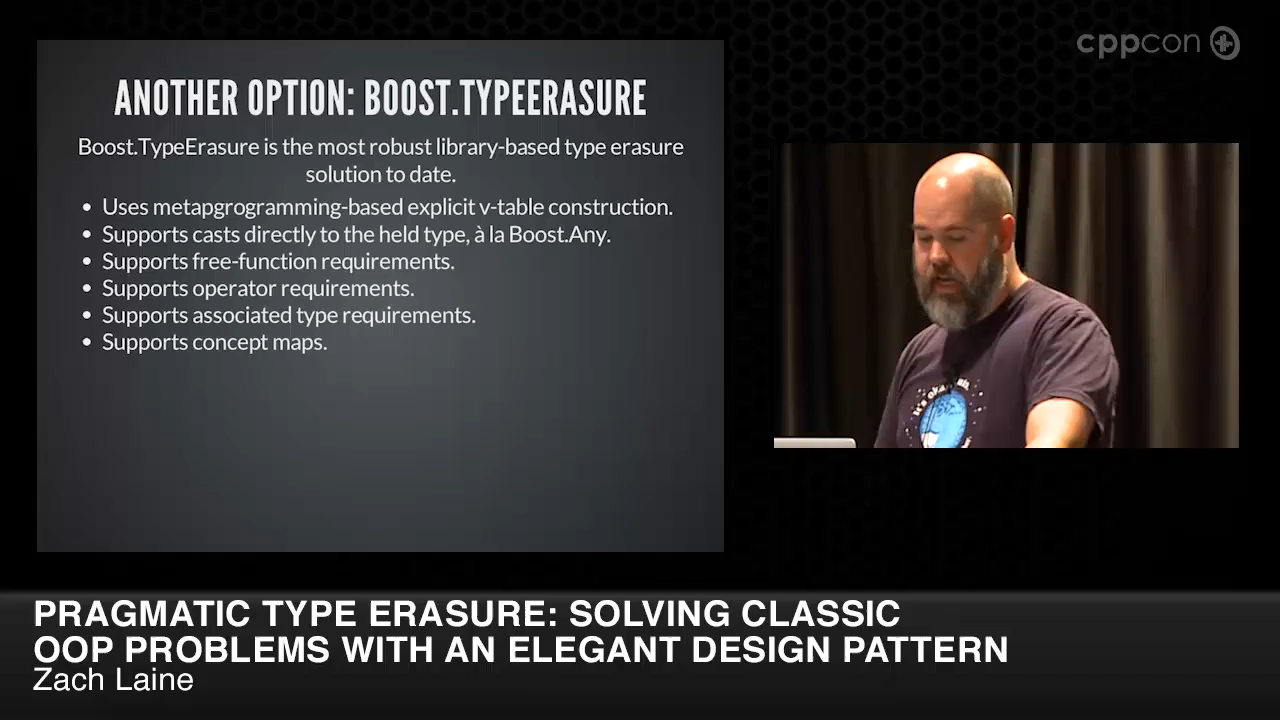 cppcon
ANOTHER OPTION: BOOST.TYPEERASURE
Boost.TypeErasure is the most robust library-based type erasure
solution to date.
• Uses metapgrogramming-based explicit v-table construction.
• Supports casts directly to the held type, à la Boost.Any.
• Supports free-function requirements.
• Supports operator requirements.
• Supports associated type requirements.
• Supports concept maps.
PRAGMATIC TYPE ERASURE: SOLVING CLASSIC
OOP PROBLEMS WITH AN ELEGANT DESIGN PATTERN
Zach Laine